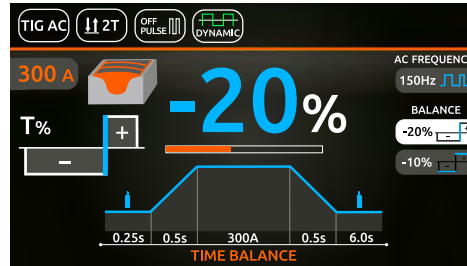 TIG AC
2T
OFF
PULSE
DYNAMIC
300 A
-20%
T%
+
-
AC FREQUENC
150Hz
BALANCE
-20%
-10%
0.25s 0.5s 300A 0.5s 6.0s
TIME BALANCE